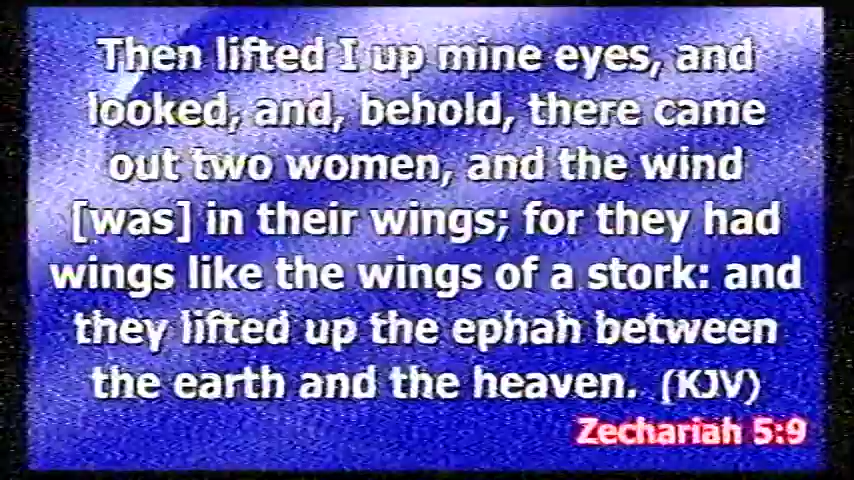 Then lifted I up mine eyes, and
looked, and, behold, there came
out two women, and the wind
[was] in their wings; for they had
wings like the wings of a stork: and
they lifted up the ephah between
the earth and the heaven. (KJV)
Zechariah 5:9